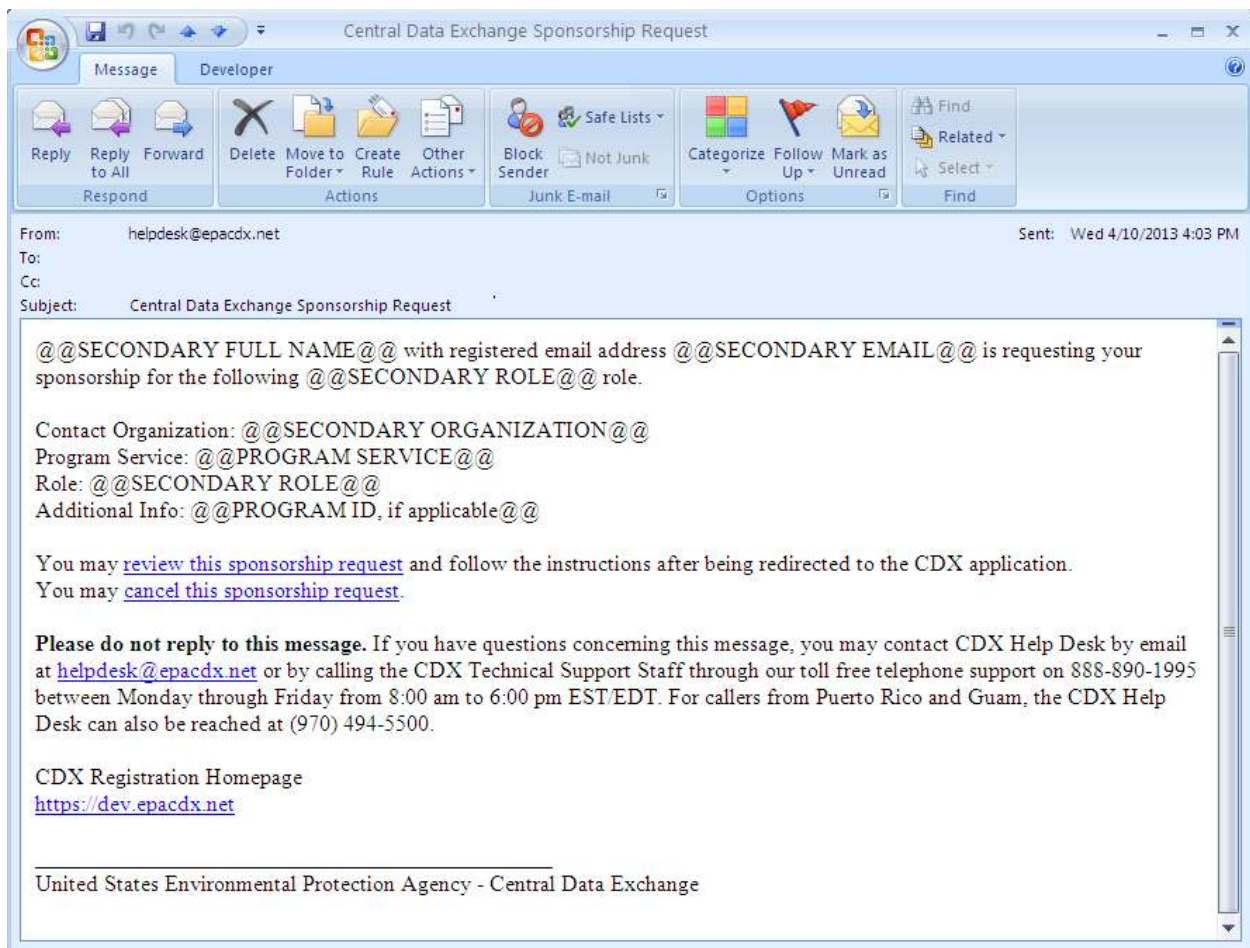 Central Data Exchange Sponsorship Request
Message Developer
Reply
Reply to All
Forward
Delete
Move to Folder
Create Rule
Other Actions
Block Sender
Safe Lists
Not Junk
Categorize
Follow Up
Mark as Unread
Find
Related
Select
Respond Actions Junk E-mail Options Find
From: helpdesk@epacdx.net Sent: Wed 4/10/2013 4:03 PM
To:
Cc:
Subject: Central Data Exchange Sponsorship Request
@@SECONDARY FULL NAME@@ with registered email address @@SECONDARY EMAIL@@ is requesting your
sponsorship for the following @@SECONDARY ROLE@@ role.
Contact Organization: @@SECONDARY ORGANIZATION@@
Program Service: @@PROGRAM SERVICE@@
Role: @@SECONDARY ROLE@@
Additional Info: @@PROGRAM ID, if applicable@@
You may review this sponsorship request and follow the instructions after being redirected to the CDX application.
You may cancel this sponsorship request.
Please do not reply to this message. If you have questions concerning this message, you may contact CDX Help Desk by email
at helpdesk@epacdx.net or by calling the CDX Technical Support Staff through our toll free telephone support on 888-890-1995
between Monday through Friday from 8:00 am to 6:00 pm EST/EDT. For callers from Puerto Rico and Guam, the CDX Help
Desk can also be reached at (970) 494-5500.
CDX Registration Homepage
https://dev.epacdx.net
United States Environmental Protection Agency - Central Data Exchange